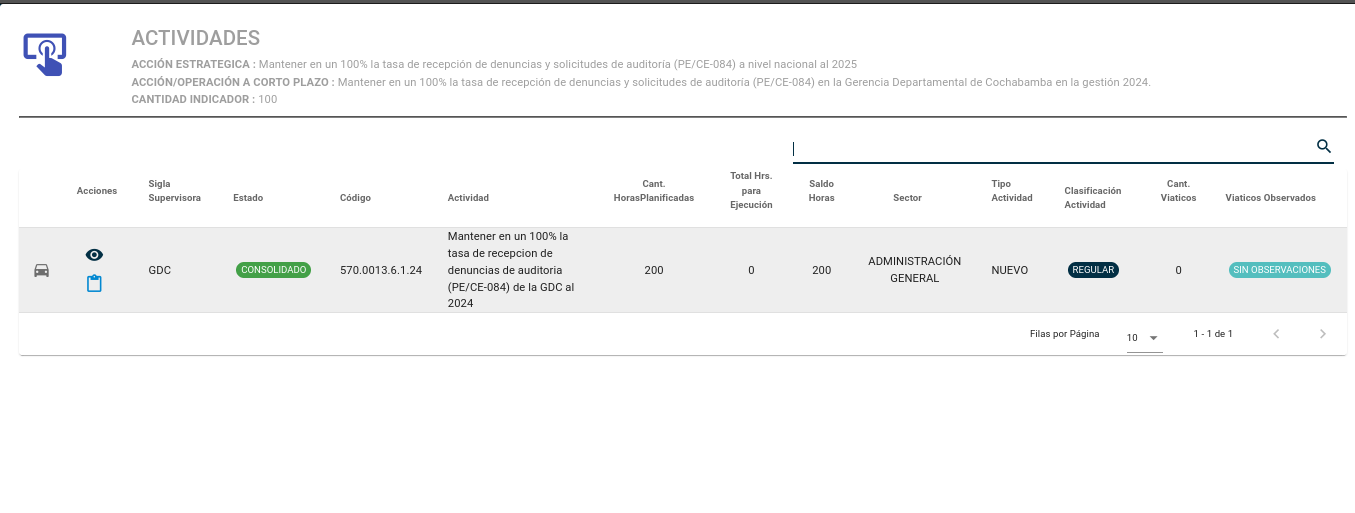 ACTIVIDADES
ACCIÓN ESTRATEGICA : Mantener en un 100% la tasa de recepción de denuncias y solicitudes de auditoría (PE/CE-084) a nivel nacional al 2025
ACCIÓN/OPERACIÓN A CORTO PLAZO : Mantener en un 100% la tasa de recepción de denuncias y solicitudes de auditoría (PE/CE-084) en la Gerencia Departamental de Cochabamba en la gestión 2024.
CANTIDAD INDICADOR : 100
Acciones
Sigla
Supervisora
Estado
Código
Actividad
Cant.
HorasPlanificadas
Total Hrs.
para
Ejecución
Saldo
Horas
Sector
Tipo
Actividad
Clasificación
Actividad
Cant.
Viaticos
Viaticos Observados
GDC
CONSOLIDADO
570.0013.6.1.24
Mantener en un 100% la
tasa de recepcion de
denuncias de auditoria
(PE/CE-084) de la GDC al
2024
200
0
200
ADMINISTRACIÓN
GENERAL
NUEVO
REGULAR
0
SIN OBSERVACIONES
Filas por Página
10
1 - 1 de 1